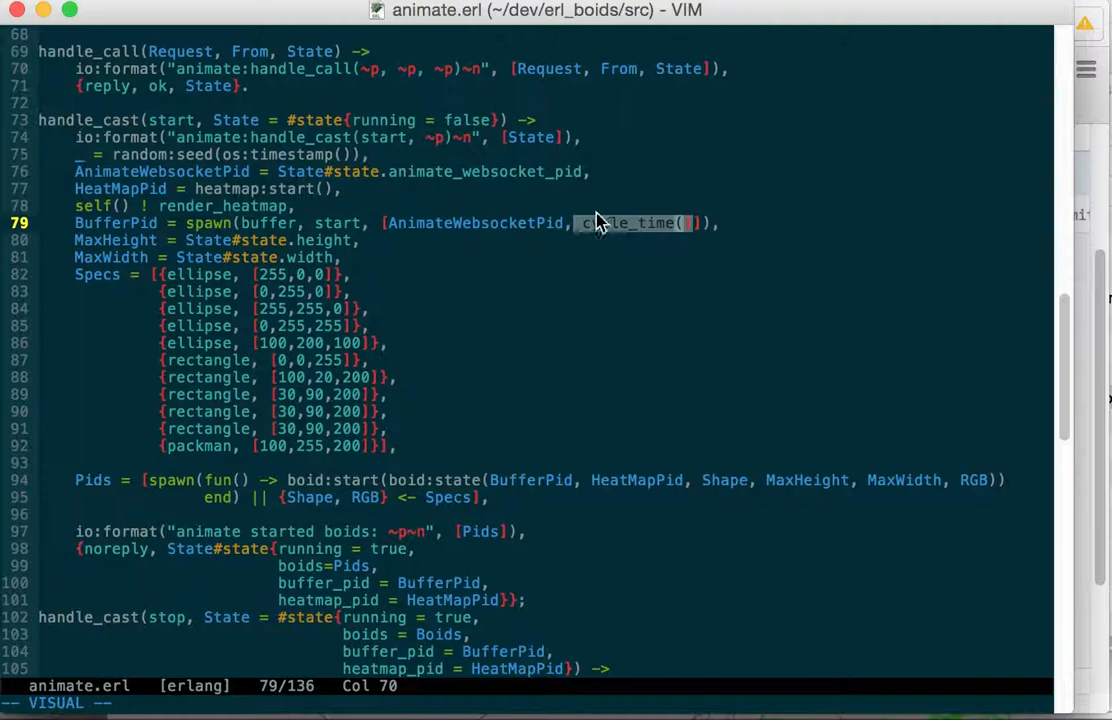 animate.erl (~/dev/erl_boids/src) - VIM
68
69 handle_call(Request, From, State) ->
70     io:format("animate:handle_call(~p, ~p, ~p)~n", [Request, From, State]),
71     {reply, ok, State}.
72
73 handle_cast(start, State = #state{running = false}) ->
74     io:format("animate:handle_cast(start, ~p)~n", [State]),
75     _ = random:seed(os:timestamp()),
76     AnimateWebsocketPid = State#state.animate_websocket_pid,
77     HeatMapPid = heatmap:start(),
78     self() ! render_heatmap,
79     BufferPid = spawn(buffer, start, [AnimateWebsocketPid, cycle_time()]),
80     MaxHeight = State#state.height,
81     MaxWidth = State#state.width,
82     Specs = [{ellipse, [255,0,0]},
83              {ellipse, [0,255,0]},
84              {ellipse, [255,255,0]},
85              {ellipse, [0,255,255]},
86              {ellipse, [100,200,100]},
87              {rectangle, [0,0,255]},
88              {rectangle, [100,20,200]},
89              {rectangle, [30,90,200]},
90              {rectangle, [30,90,200]},
91              {rectangle, [30,90,200]},
92              {packman, [100,255,200]}],
93
94     Pids = [spawn(fun() -> boid:start(boid:state(BufferPid, HeatMapPid, Shape, MaxHeight, MaxWidth, RGB))
95                   end) || {Shape, RGB} <- Specs],
96
97     io:format("animate started boids: ~p~n", [Pids]),
98     {noreply, State#state{running = true,
99                           boids=Pids,
100                           buffer_pid = BufferPid,
101                           heatmap_pid = HeatMapPid}};
102 handle_cast(stop, State = #state{running = true,
103                                  boids = Boids,
104                                  buffer_pid = BufferPid,
105                                  heatmap_pid = HeatMapPid}) ->
animate.erl [erlang] 79/136 Col 70
-- VISUAL --